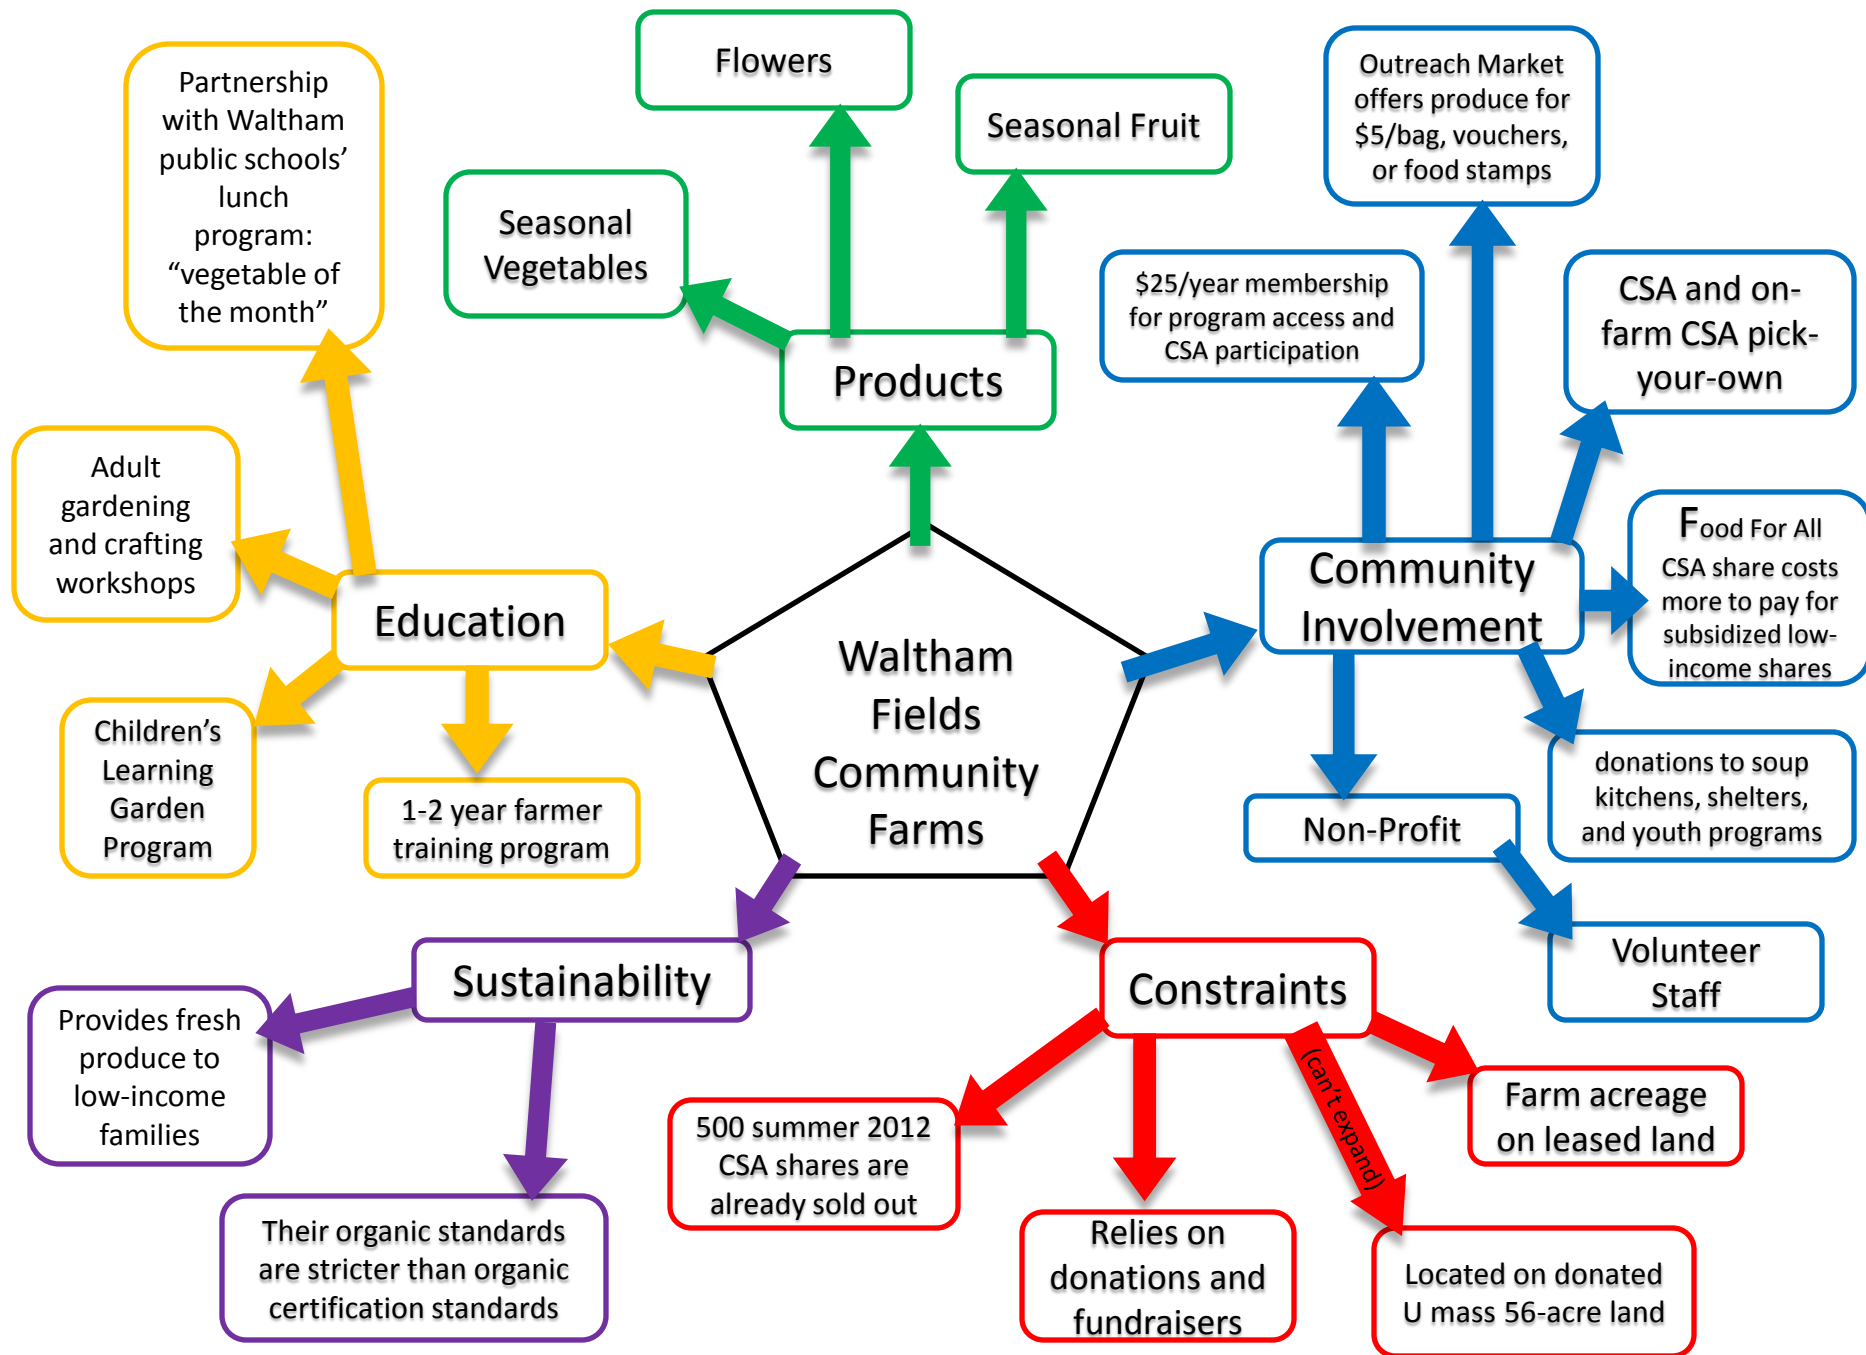 Flowers
Seasonal Fruit
Seasonal
Vegetables
Products
Partnership
with Waltham
public schools’
lunch
program:
“vegetable of
the month”
Adult
gardening
and crafting
workshops
Education
Children’s
Learning
Garden
Program
1-2 year farmer
training program
Waltham
Fields
Community
Farms
Outreach Market
offers produce for
$5/bag, vouchers,
or food stamps
$25/year membership
for program access and
CSA participation
CSA and on-
farm CSA pick-
your-own
Community
Involvement
Food For All
CSA share costs
more to pay for
subsidized low-
income shares
donations to soup
kitchens, shelters,
and youth programs
Non-Profit
Volunteer
Staff
Sustainability
Provides fresh
produce to
low-income
families
Their organic standards
are stricter than organic
certification standards
Constraints
500 summer 2012
CSA shares are
already sold out
Relies on
donations and
fundraisers
(can’t expand)
Located on donated
U mass 56-acre land
Farm acreage
on leased land